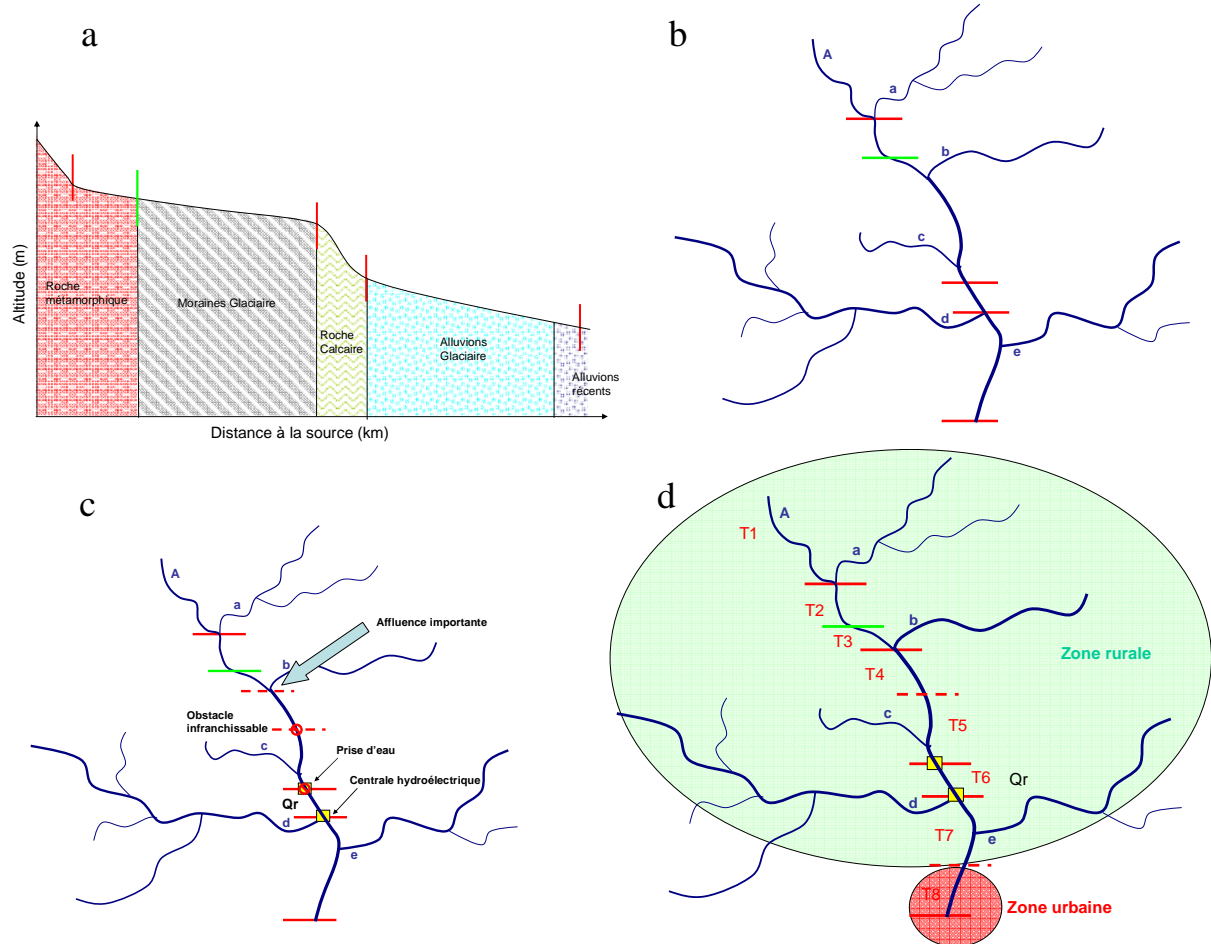 a
Altitude (m)
Roche
métamorphique
Moraines Glaciaire
Roche
Calcaire
Alluvions
Glaciaire
Alluvions
récents
Distance à la source (km)
b
A
a
b
c
d
e
c
A
a
Affluence importante
b
Obstacle
infranchissable
c
Prise d'eau
Centrale hydroélectrique
Qr
d
e
d
T1
A
a
T2
b
T3
T4
Zone rurale
T5
c
T6
Qr
d
T7
e
T8
Zone urbaine